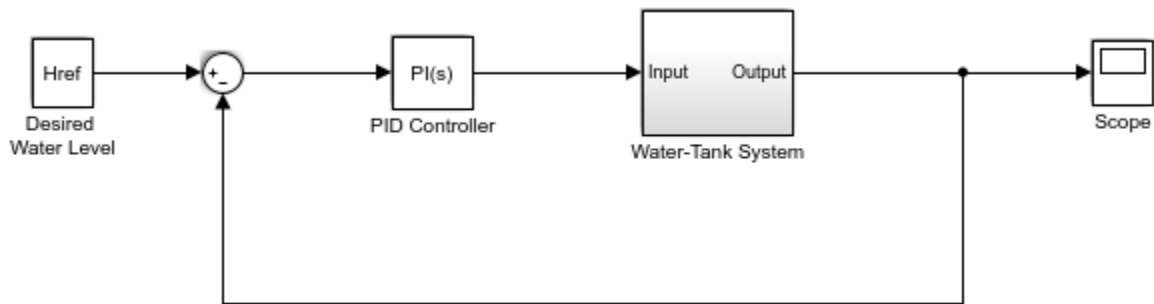 Href
Desired
Water Level
+
−
PI(s)
PID Controller
Input
Output
Water-Tank System
Scope